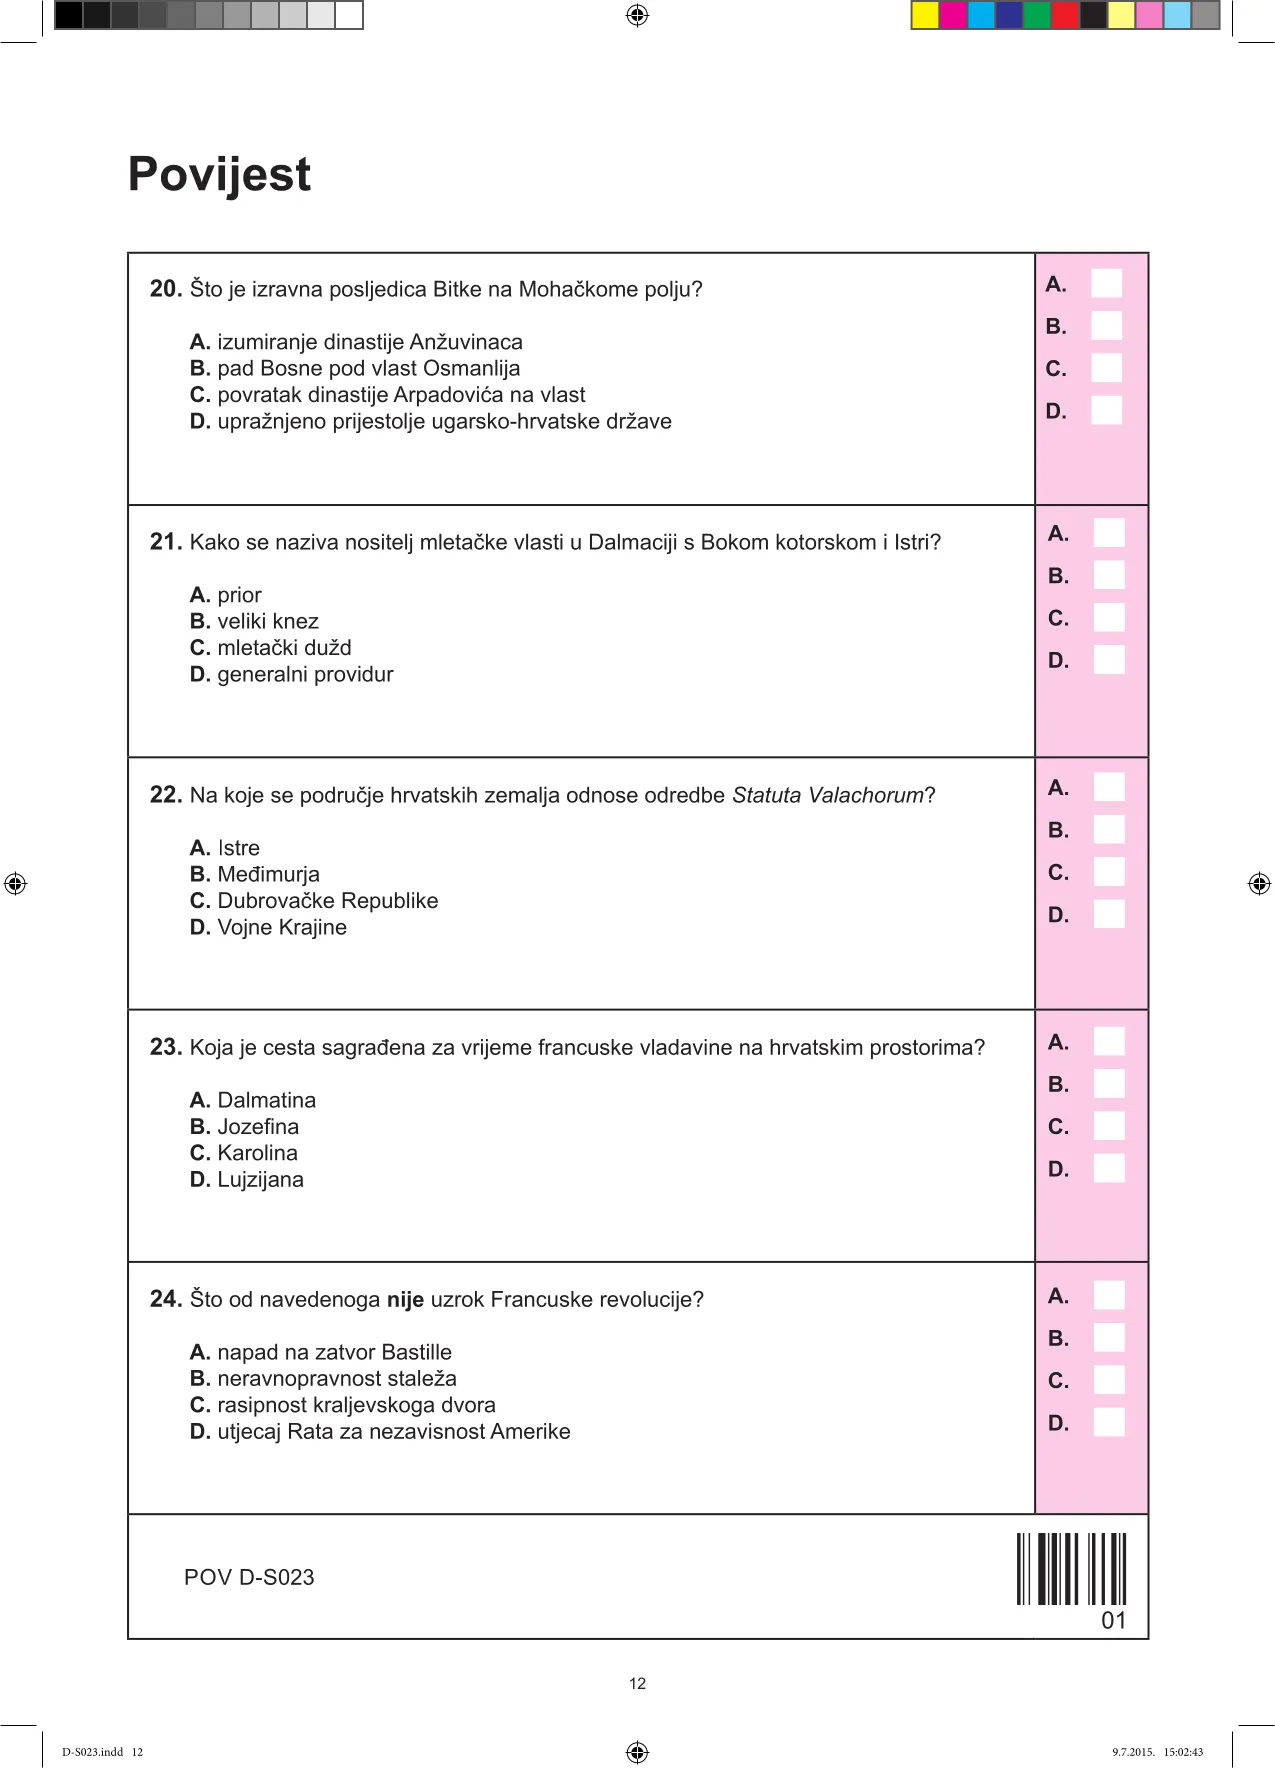 Povijest
20. Što je izravna posljedica Bitke na Mohačkome polju?
A. izumiranje dinastije Anžuvinaca
B. pad Bosne pod vlast Osmanlija
C. povratak dinastije Arpadovića na vlast
D. upražnjeno prijestolje ugarsko-hrvatske države
A.
B.
C.
D.
21. Kako se naziva nositelj mletačke vlasti u Dalmaciji s Bokom kotorskom i Istri?
A. prior
B. veliki knez
C. mletački dužd
D. generalni providur
A.
B.
C.
D.
22. Na koje se područje hrvatskih zemalja odnose odredbe Statuta Valachorum?
A. Istre
B. Međimurja
C. Dubrovačke Republike
D. Vojne Krajine
A.
B.
C.
D.
23. Koja je cesta sagrađena za vrijeme francuske vladavine na hrvatskim prostorima?
A. Dalmatina
B. Jozefina
C. Karolina
D. Lujzijana
A.
B.
C.
D.
24. Što od navedenoga nije uzrok Francuske revolucije?
A. napad na zatvor Bastille
B. neravnopravnost staleža
C. rasipnost kraljevskoga dvora
D. utjecaj Rata za nezavisnost Amerike
A.
B.
C.
D.
POV D-S023
01
12
D-S023.indd 12
9.7.2015. 15:02:43